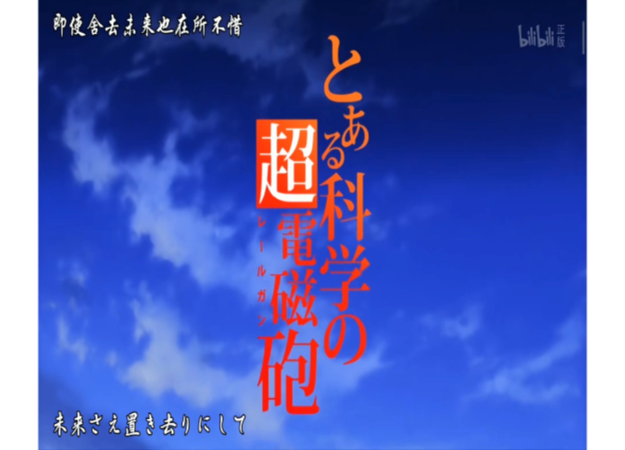 即使舍去未来也在所不惜
bilibili
とある科学の
超電磁砲
レールガン
未来さえ置き去りにして